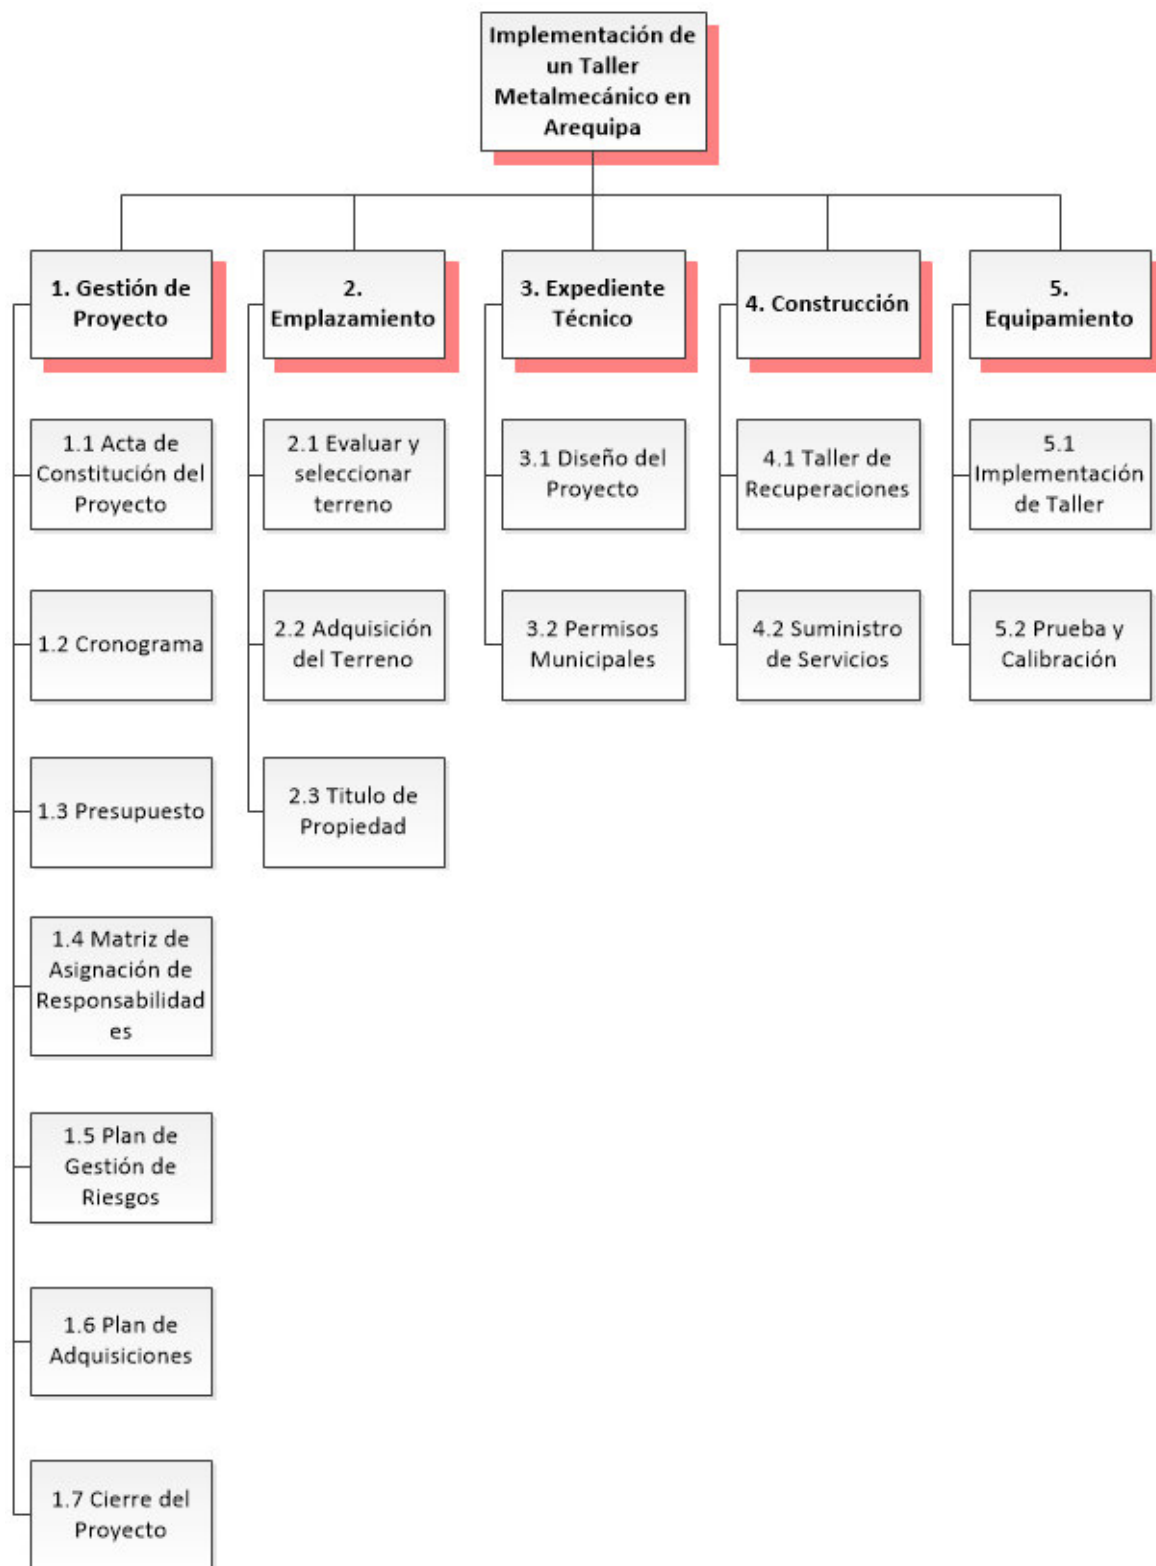 Implementación de
un Taller
Metalmecánico en
Arequipa
1. Gestión de
Proyecto
2.
Emplazamiento
3. Expediente
Técnico
4. Construcción
5.
Equipamiento
1.1 Acta de
Constitución del
Proyecto
2.1 Evaluar y
seleccionar
terreno
3.1 Diseño del
Proyecto
4.1 Taller de
Recuperaciones
5.1
Implementación
de Taller
1.2 Cronograma
2.2 Adquisición
del Terreno
3.2 Permisos
Municipales
4.2 Suministro
de Servicios
5.2 Prueba y
Calibración
1.3 Presupuesto
2.3 Titulo de
Propiedad
1.4 Matriz de
Asignación de
Responsabilidad
es
1.5 Plan de
Gestión de
Riesgos
1.6 Plan de
Adquisiciones
1.7 Cierre del
Proyecto